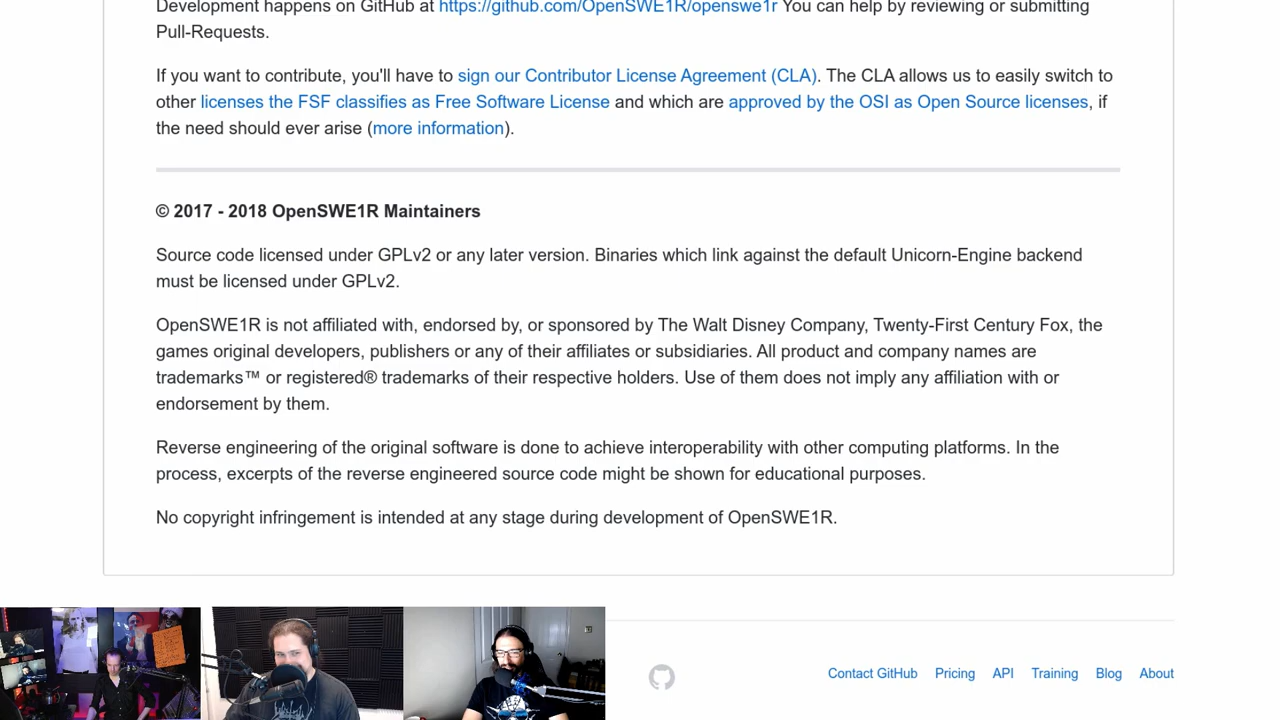 Development happens on GitHub at https://github.com/OpenSWE1R/openswe1r You can help by reviewing or submitting
Pull-Requests.
If you want to contribute, you'll have to sign our Contributor License Agreement (CLA). The CLA allows us to easily switch to
other licenses the FSF classifies as Free Software License and which are approved by the OSI as Open Source licenses, if
the need should ever arise (more information).
© 2017 - 2018 OpenSWE1R Maintainers
Source code licensed under GPLv2 or any later version. Binaries which link against the default Unicorn-Engine backend
must be licensed under GPLv2.
OpenSWE1R is not affiliated with, endorsed by, or sponsored by The Walt Disney Company, Twenty-First Century Fox, the
games original developers, publishers or any of their affiliates or subsidiaries. All product and company names are
trademarks™ or registered® trademarks of their respective holders. Use of them does not imply any affiliation with or
endorsement by them.
Reverse engineering of the original software is done to achieve interoperability with other computing platforms. In the
process, excerpts of the reverse engineered source code might be shown for educational purposes.
No copyright infringement is intended at any stage during development of OpenSWE1R.
Contact GitHub Pricing API Training Blog About